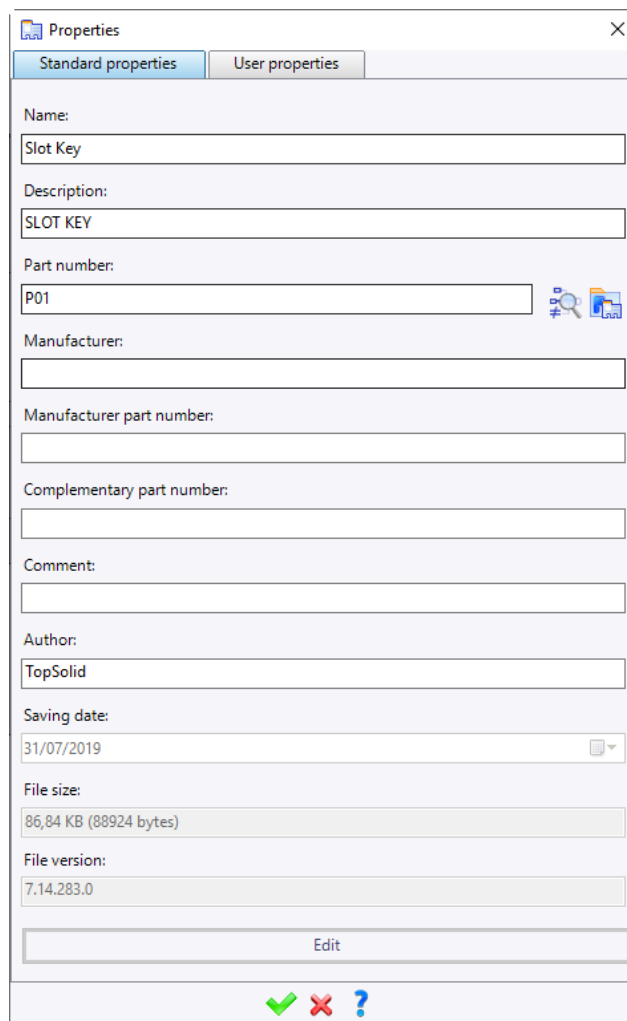 Properties
Standard properties
User properties
Name:
Slot Key
Description:
SLOT KEY
Part number:
P01
Manufacturer:
Manufacturer part number:
Complementary part number:
Comment:
Author:
TopSolid
Saving date:
31/07/2019
File size:
86,84 KB (88924 bytes)
File version:
7.14.283.0
Edit